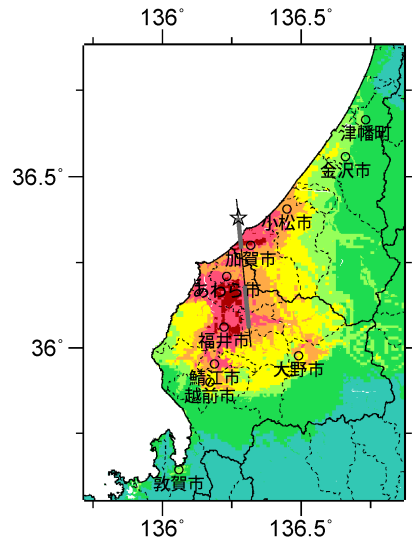 136° 136.5°
津幡町
金沢市
36.5°
小松市
加賀市
あわら市
36°
福井市
大野市
鯖江市
越前市
敦賀市
136° 136.5°